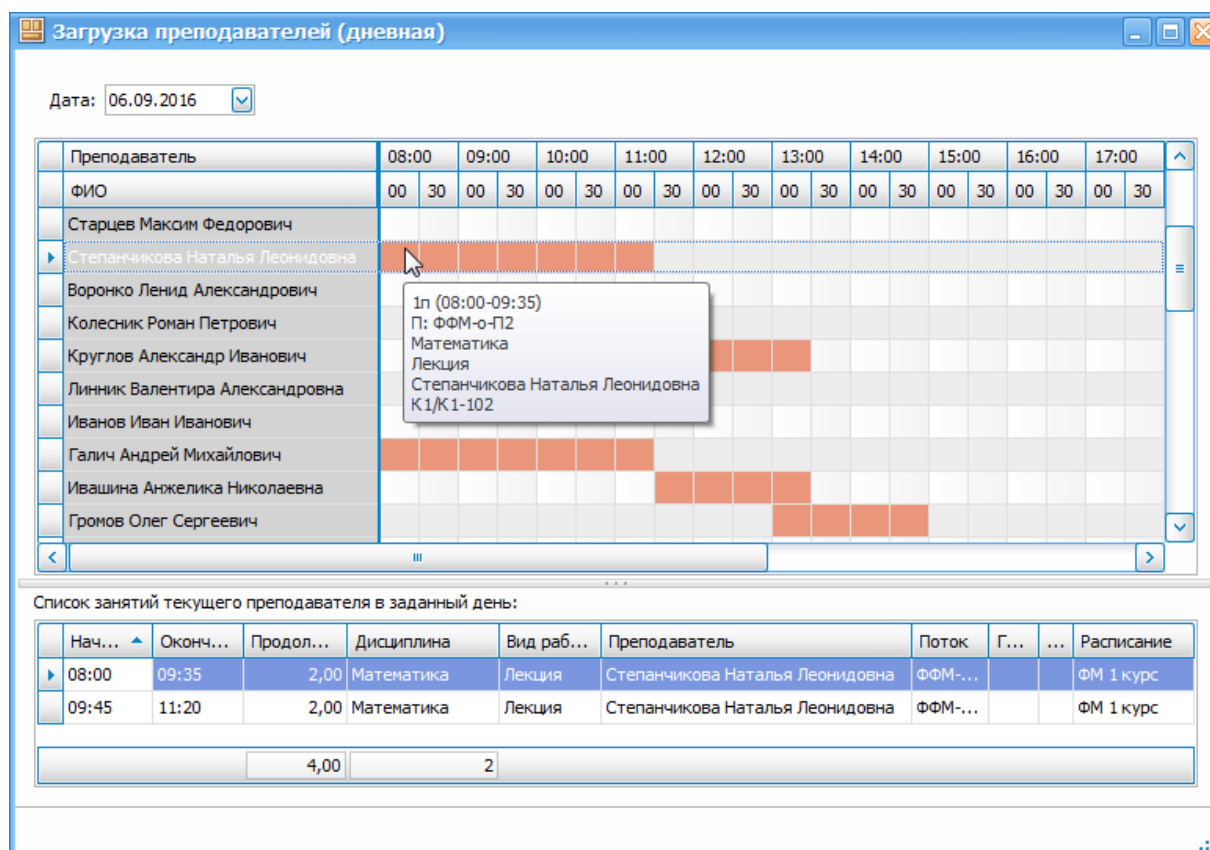 Загрузка преподавателей (дневная)
Дата: 06.09.2016
Преподаватель 08:00 09:00 10:00 11:00 12:00 13:00 14:00 15:00 16:00 17:00
ФИО 00 30 00 30 00 30 00 30 00 30 00 30 00 30 00 30 00 30 00 30
Старцев Максим Федорович
Степанчикова Наталья Леонидовна
Воронко Ленид Александрович
Колесник Роман Петрович
Круглов Александр Иванович
Линник Валентира Александровна
Иванов Иван Иванович
Галич Андрей Михайлович
Ивашина Анжелика Николаевна
Громов Олег Сергеевич
1п (08:00-09:35)
П: ФФМ-о-П2
Математика
Лекция
Степанчикова Наталья Леонидовна
К1/К1-102
Список занятий текущего преподавателя в заданный день:
Нач... Оконч... Продол... Дисциплина Вид раб... Преподаватель Поток Г... ... Расписание
08:00 09:35 2,00 Математика Лекция Степанчикова Наталья Леонидовна ФФМ-... ФМ 1 курс
09:45 11:20 2,00 Математика Лекция Степанчикова Наталья Леонидовна ФФМ-... ФМ 1 курс
4,00 2